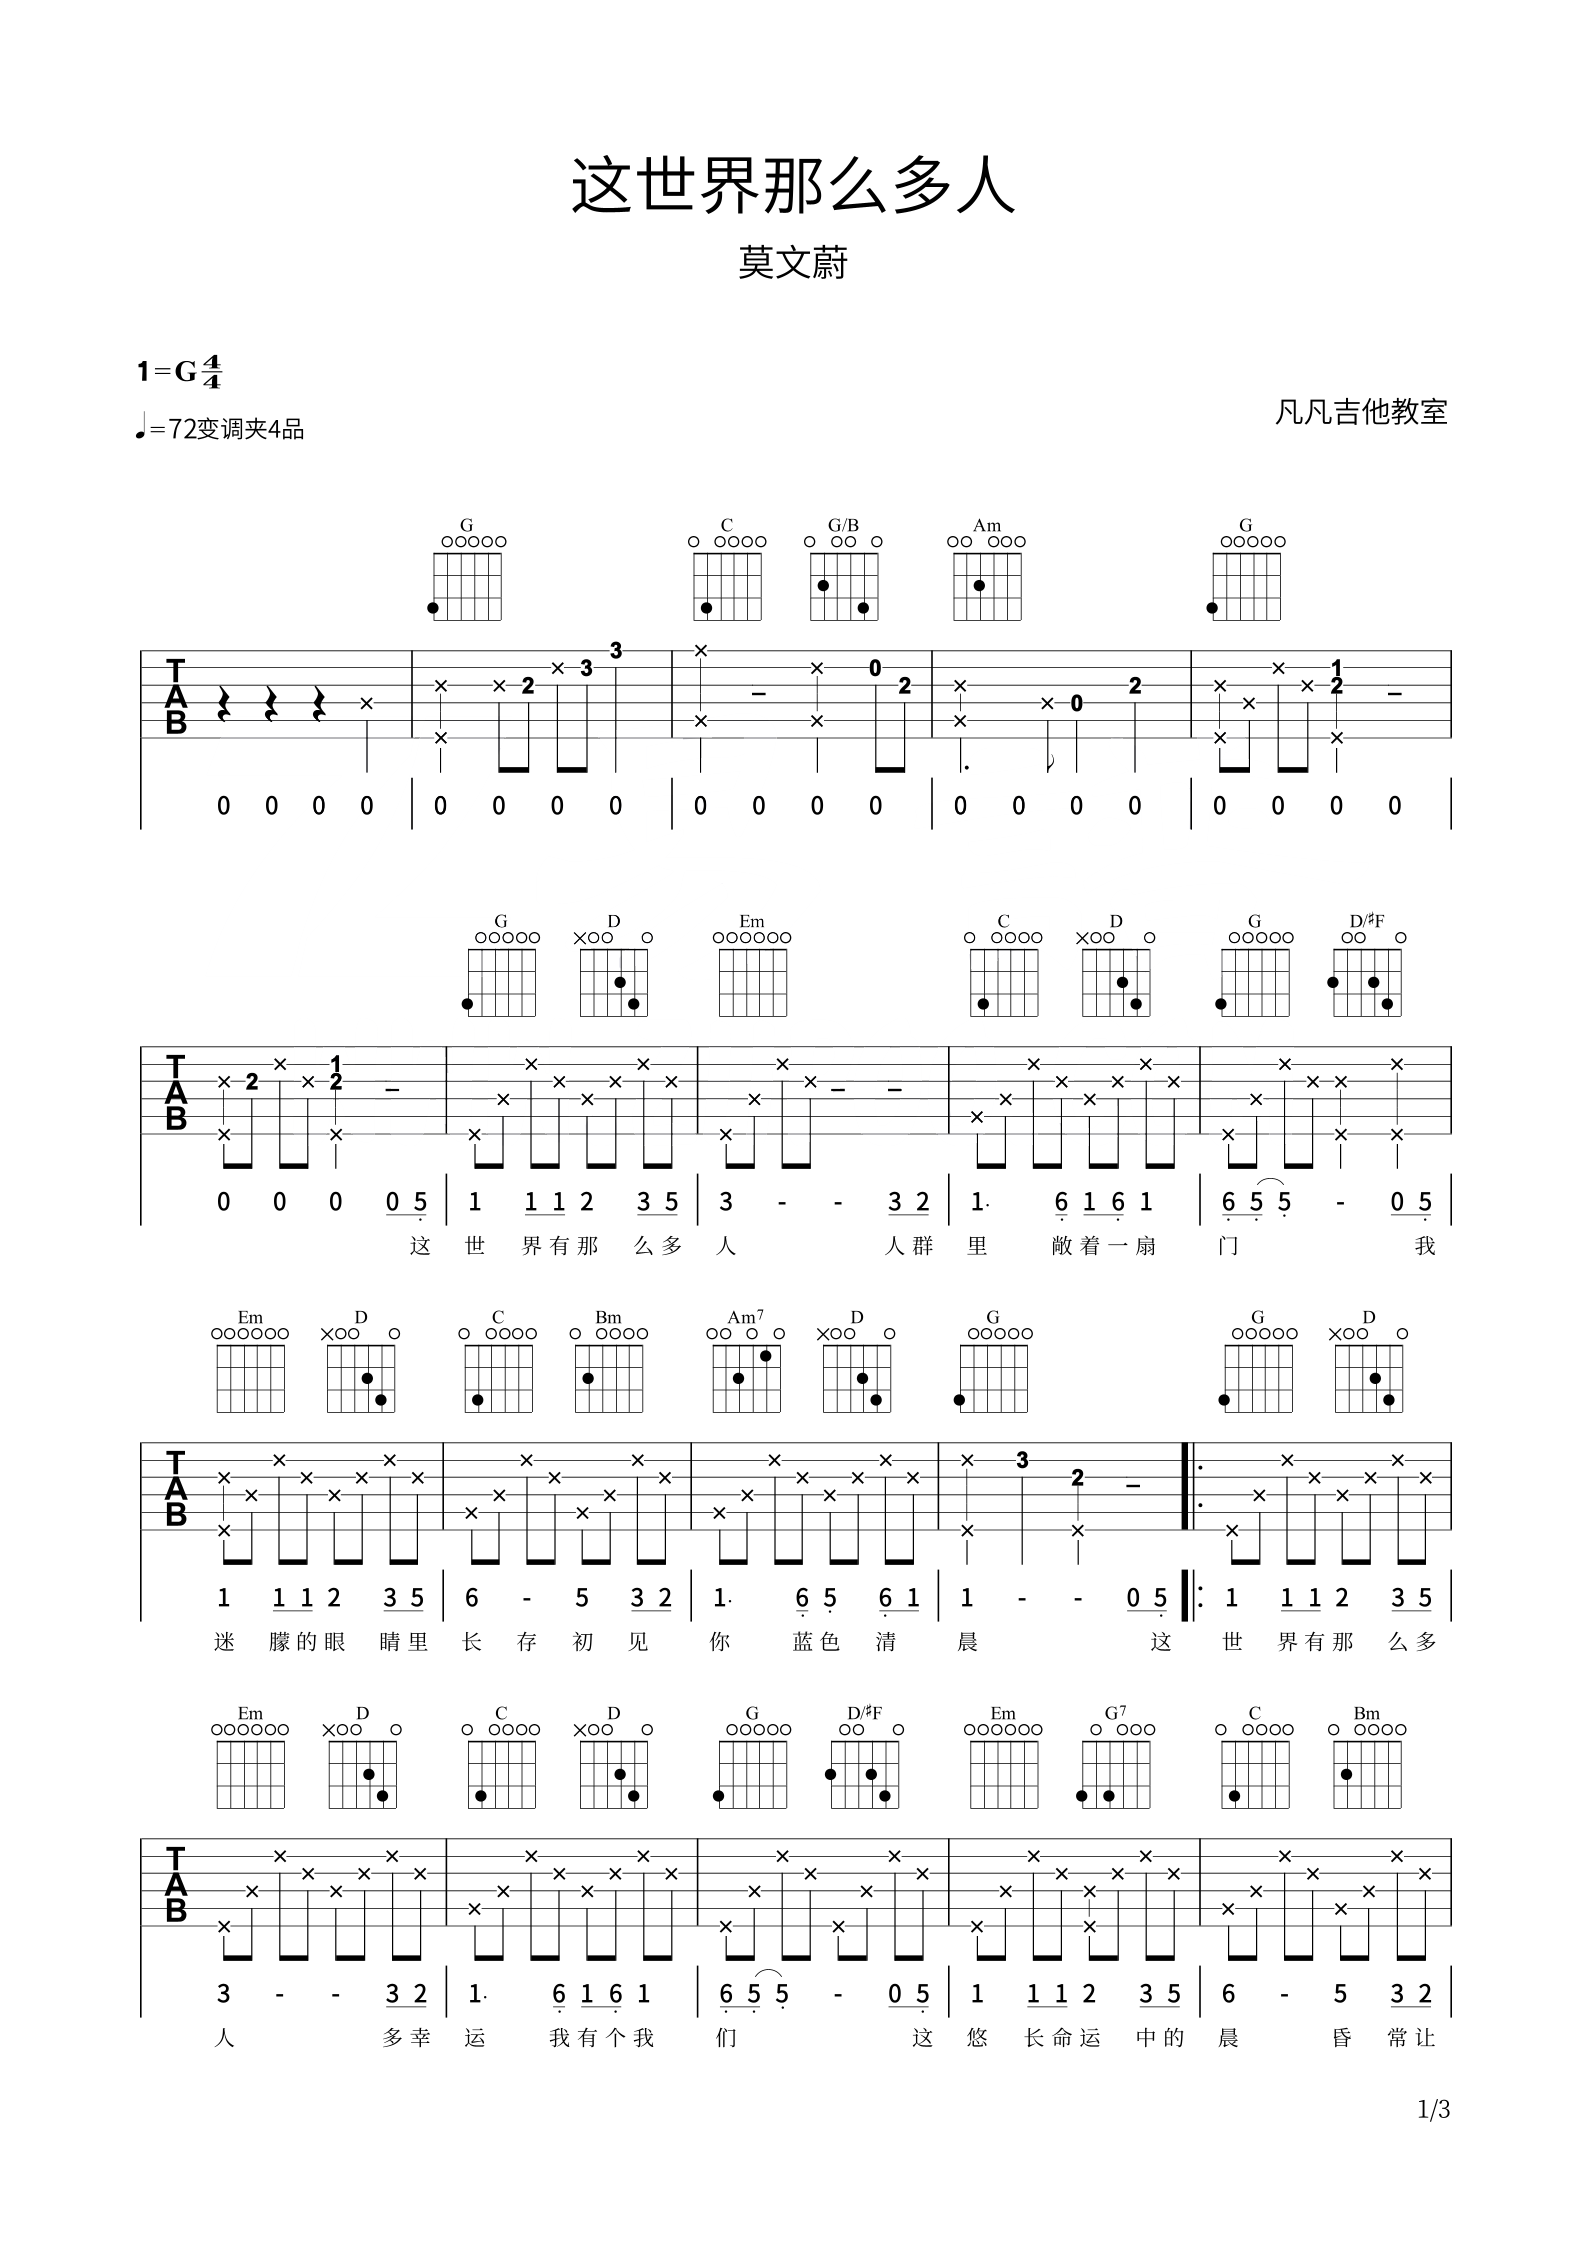 这世界那么多人
莫文蔚
1=G 4/4
♩=72变调夹4品
凡凡吉他教室
G C G/B Am G
T A B × × × 2 × 3 3 × – × 0 2 × × 0 2 × × × × 1 2 × –
0 0 0 0 0 0 0 0 0 0 0 0 0 0 0 0 0 0 0 0
G D Em C D G D/♯F
T A B × 2 × × 1 2 × – × × × × × × × × × × × × – – × × × × × × × × × × × × × ×
0 0 0 0 5 1 1 1 2 3 5 3 - - 3 2 1· 6 1 6 1 6 5 5 - 0 5
这 世 界 有 那 么 多 人 人 群 里 敞 着 一 扇 门 我
Em D C Bm Am7 D G G D
T A B × × × × × × × × × × × × × × × × × × × × × × × × × 3 2 × – × × × × × × × ×
1 1 1 2 3 5 6 - 5 3 2 1· 6 5 6 1 1 - - 0 5 1 1 1 2 3 5
迷 朦 的 眼 睛 里 长 存 初 见 你 蓝 色 清 晨 这 世 界 有 那 么 多
Em D C D G D/♯F Em G7 C Bm
T A B × × × × × × × × × × × × × × × × × × × × × × × × × × × × × × × × × × × × × × × ×
3 - - 3 2 1· 6 1 6 1 6 5 5 - 0 5 1 1 1 2 3 5 6 - 5 3 2
人 多 幸 运 我 有 个 我 们 这 悠 长 命 运 中 的 晨 昏 常 让
1/3